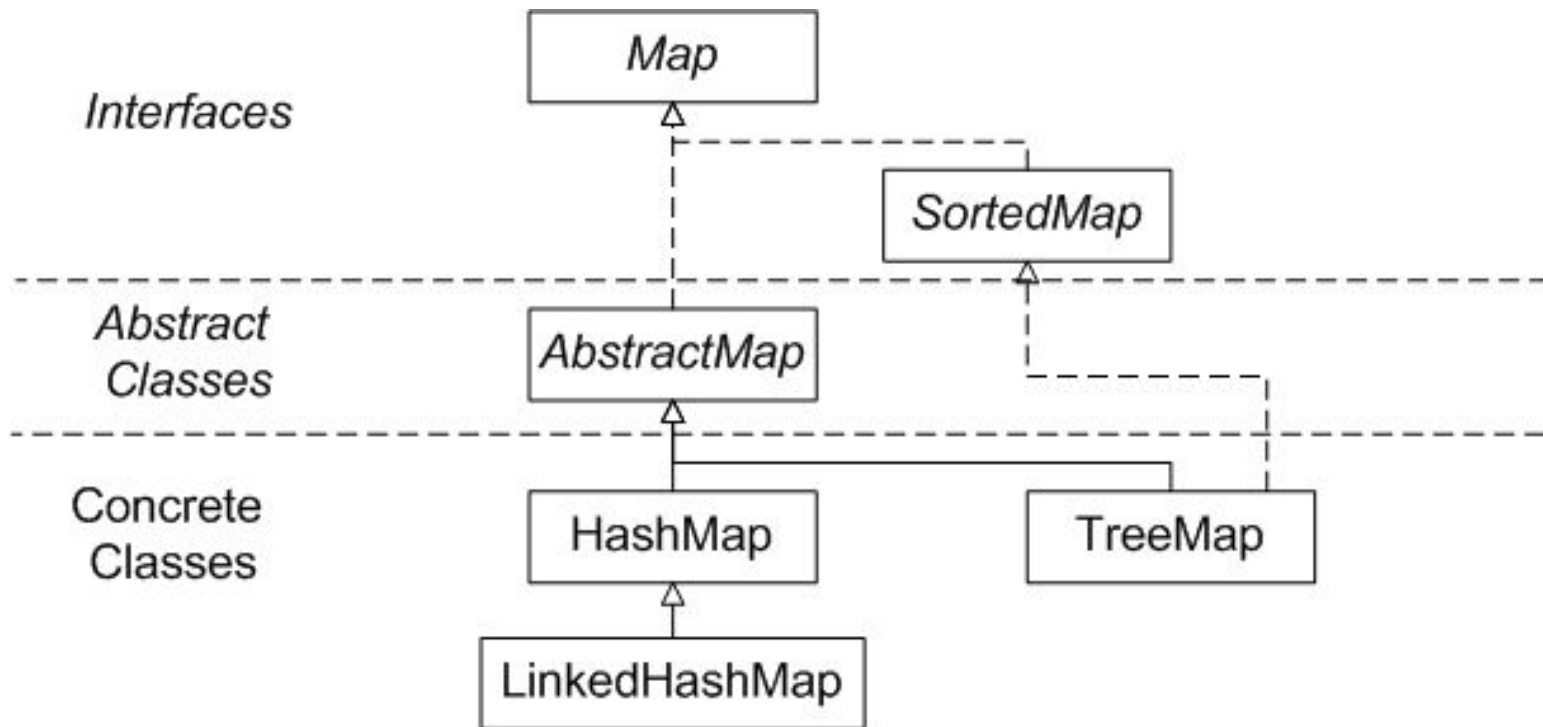 Map
Interfaces
SortedMap
Abstract
Classes
AbstractMap
Concrete
Classes
HashMap
TreeMap
LinkedHashMap